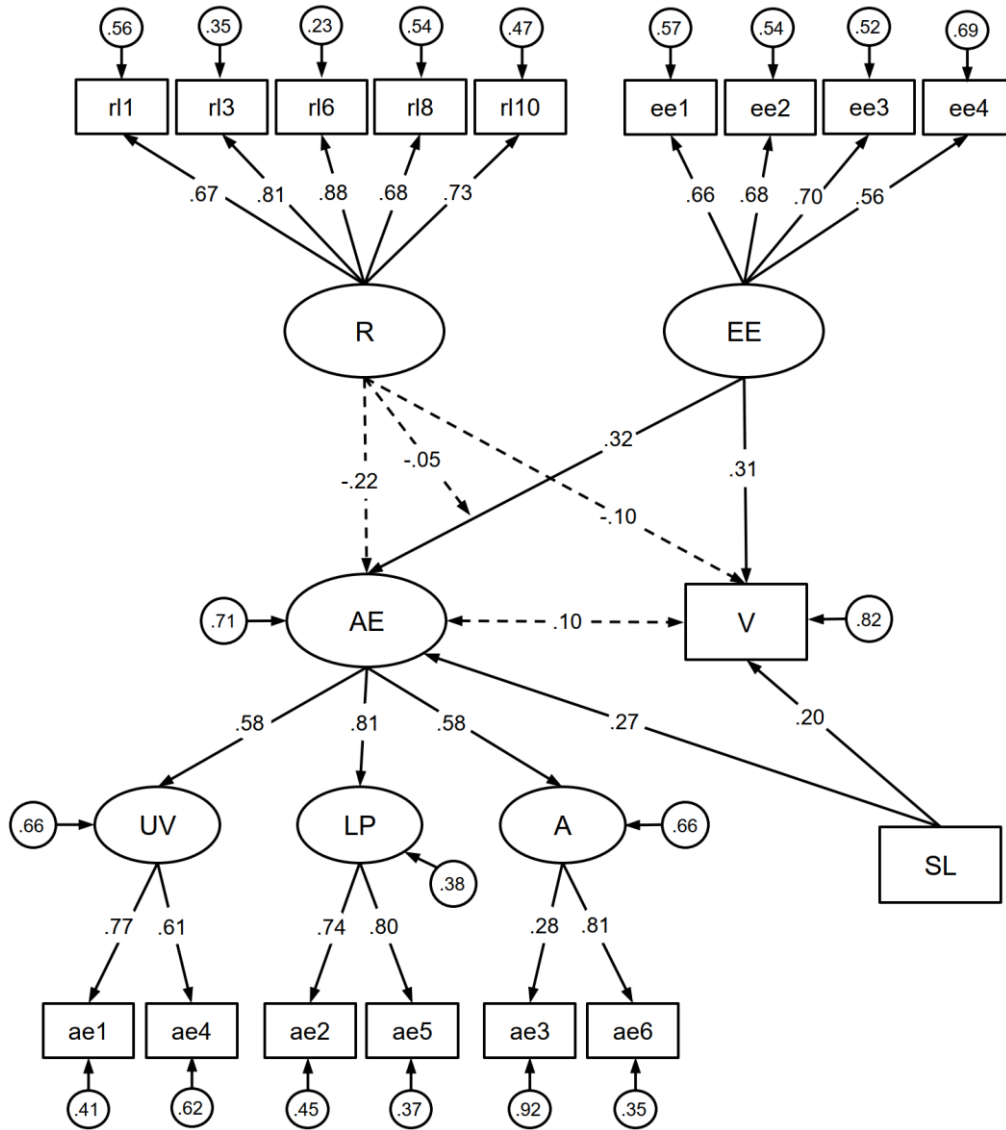 .56 .35 .23 .54 .47 .57 .54 .52 .69
rl1 rl3 rl6 rl8 rl10 ee1 ee2 ee3 ee4
.67 .81 .88 .68 .73 .66 .68 .70 .56
R EE
.32
-.05
-.22 .31
-.10
.71 AE .10 V .82
.58 .81 .58 .27 .20
.66 UV LP A .66
SL
.38
.77 .61 .74 .80 .28 .81
ae1 ae4 ae2 ae5 ae3 ae6
.41 .62 .45 .37 .92 .35